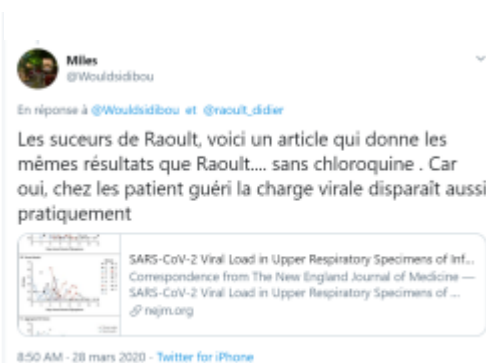 Miles
@Wouldsidibou
En réponse à @Wouldsidibou et @raoult_didier
Les suceurs de Raoult, voici un article qui donne les
mêmes résultats que Raoult.... sans chloroquine . Car
oui, chez les patient guéri la charge virale disparaît aussi
pratiquement
SARS-CoV-2 Viral Load in Upper Respiratory Specimens of Inf...
Correspondence from The New England Journal of Medicine —
SARS-CoV-2 Viral Load in Upper Respiratory Specimens of ...
nejm.org
8:50 AM · 28 mars 2020 · Twitter for iPhone